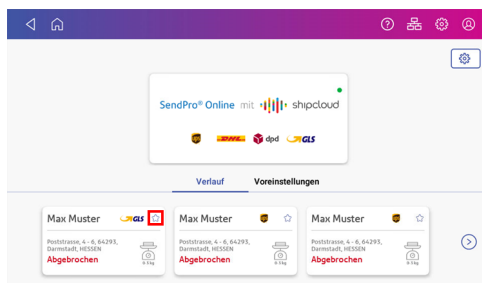 SendPro® Online mit shipcloud
DHL dpd GLS
Verlauf Voreinstellungen
Max Muster GLS
Poststrasse, 4 - 6, 64293,
Darmstadt, HESSEN
Abgebrochen
Max Muster
Poststrasse, 4 - 6, 64293,
Darmstadt, HESSEN
Abgebrochen
Max Muster
Poststrasse, 4 - 6, 64293,
Darmstadt, HESSEN
Abgebrochen